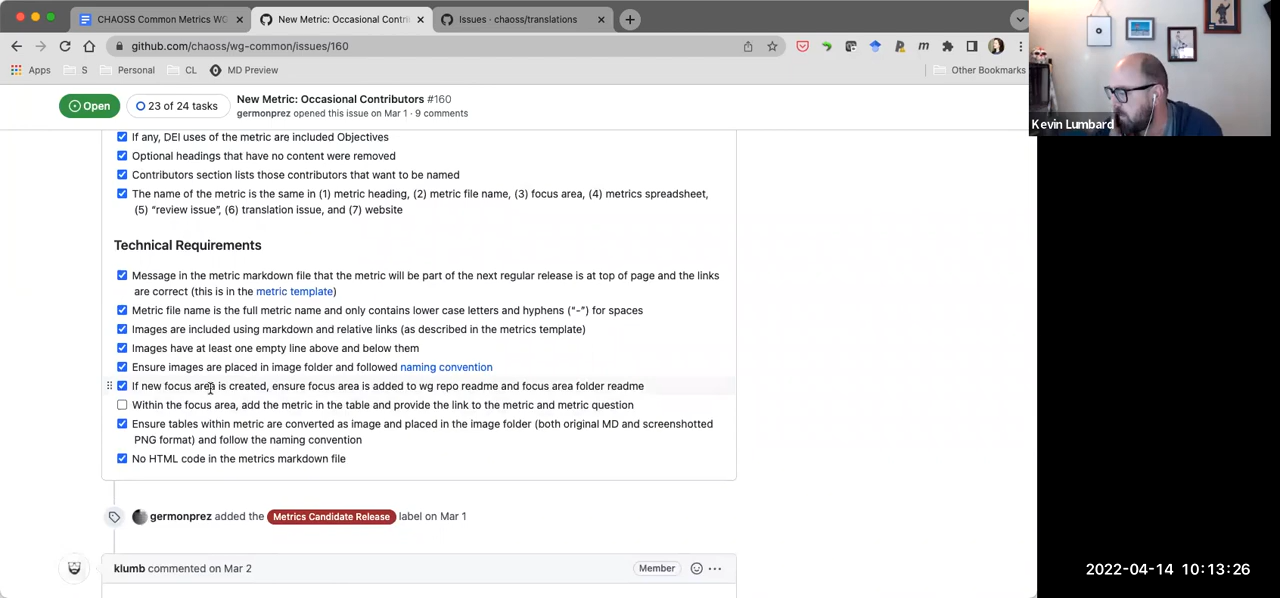 CHAOSS Common Metrics WG
New Metric: Occasional Contri
Issues · chaoss/translations
github.com/chaoss/wg-common/issues/160
Apps
S
Personal
CL
MD Preview
Other Bookmarks
Open
23 of 24 tasks
New Metric: Occasional Contributors #160
germonprez opened this issue on Mar 1 · 9 comments
If any, DEI uses of the metric are included Objectives
Optional headings that have no content were removed
Contributors section lists those contributors that want to be named
The name of the metric is the same in (1) metric heading, (2) metric file name, (3) focus area, (4) metrics spreadsheet,
(5) “review issue”, (6) translation issue, and (7) website
Technical Requirements
Message in the metric markdown file that the metric will be part of the next regular release is at top of page and the links
are correct (this is in the metric template)
Metric file name is the full metric name and only contains lower case letters and hyphens ("-") for spaces
Images are included using markdown and relative links (as described in the metrics template)
Images have at least one empty line above and below them
Ensure images are placed in image folder and followed naming convention
If new focus area is created, ensure focus area is added to wg repo readme and focus area folder readme
Within the focus area, add the metric in the table and provide the link to the metric and metric question
Ensure tables within metric are converted as image and placed in the image folder (both original MD and screenshotted
PNG format) and follow the naming convention
No HTML code in the metrics markdown file
germonprez added the Metrics Candidate Release label on Mar 1
klumb commented on Mar 2
Member
Kevin Lumbard
2022-04-14 10:13:26